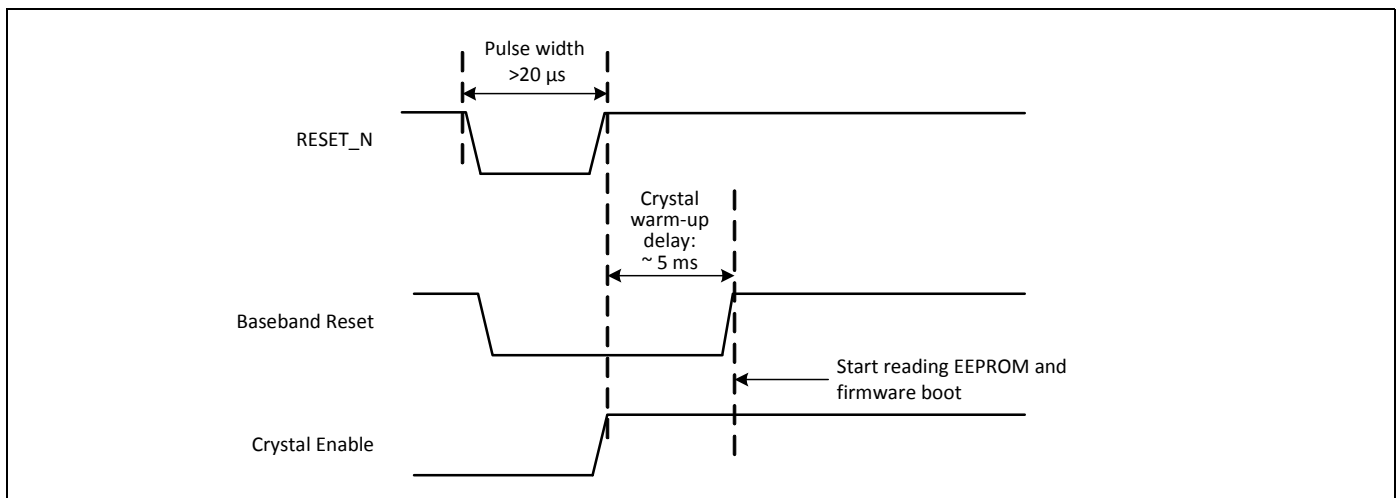 Pulse width
>20 µs
RESET_N
Crystal
warm-up
delay:
~ 5 ms
Baseband Reset
Start reading EEPROM and
firmware boot
Crystal Enable